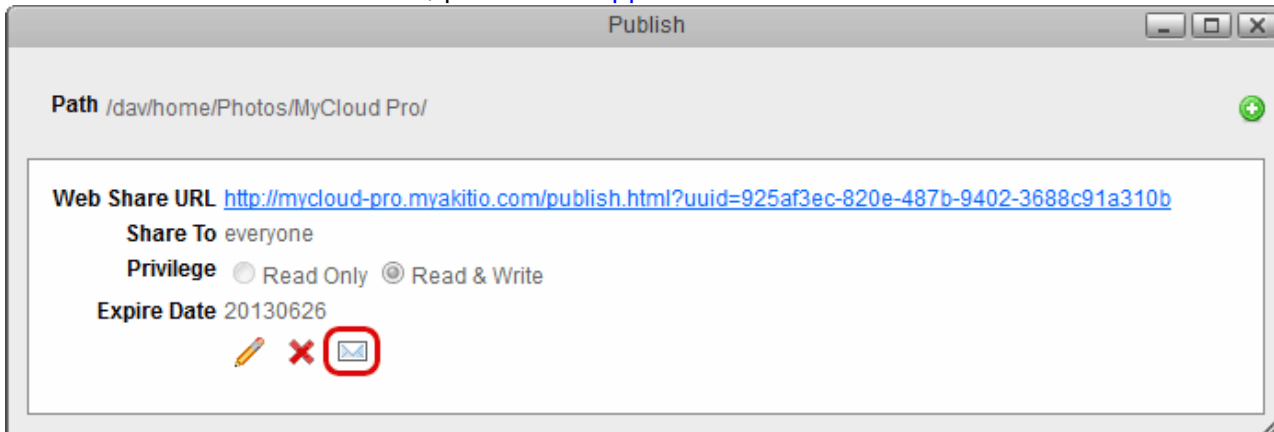 Publish
Path /dav/home/Photos/MyCloud Pro/
Web Share URL http://mycloud-pro.myakitio.com/publish.html?uuid=925af3ec-820e-487b-9402-3688c91a310b
Share To everyone
Privilege Read Only Read & Write
Expire Date 20130626